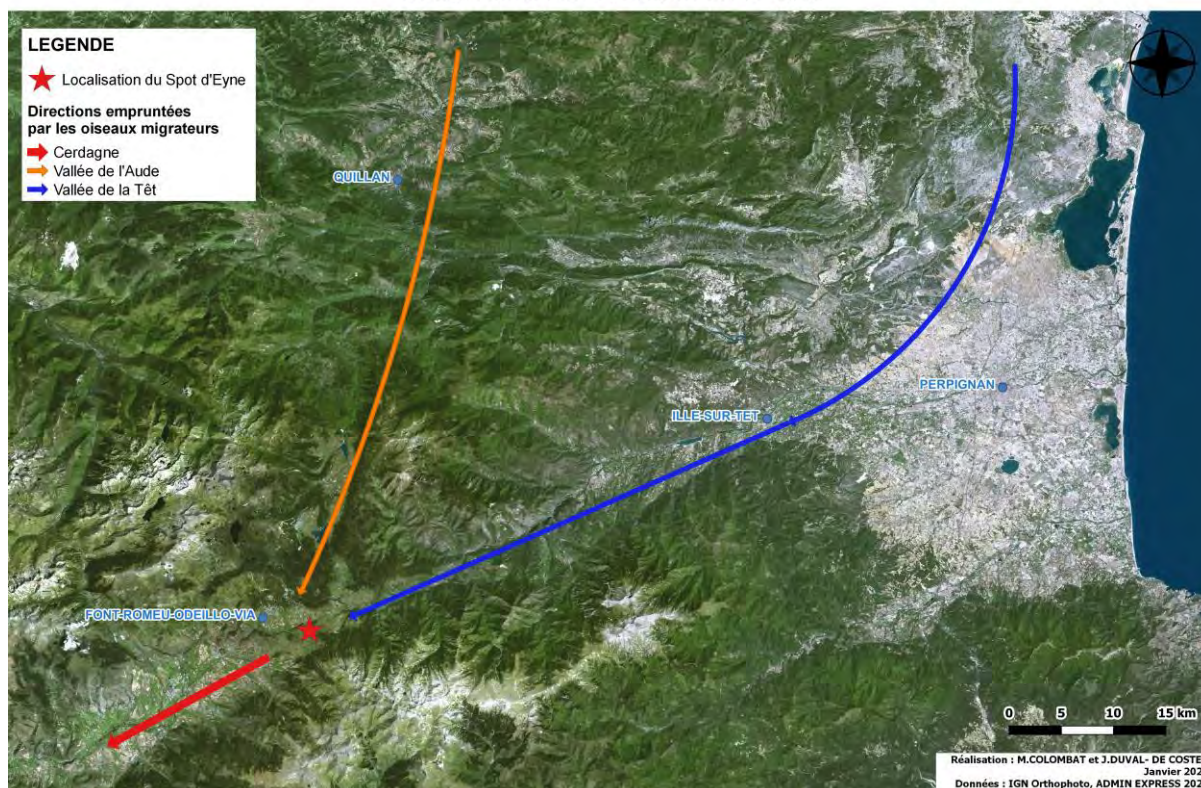 LEGENDE
Localisation du Spot d'Eyne
Directions empruntées
par les oiseaux migrateurs
Cerdagne
Vallée de l'Aude
Vallée de la Têt
QUILLAN
PERPIGNAN
ILLE-SUR-TET
FONT-ROMEU-ODEILLO-VIA
0 5 10 15 km
Réalisation : M.COLOMBAT et J.DUVAL- DE COSTE
Janvier 202
Données : IGN Orthophoto, ADMIN EXPRESS 202